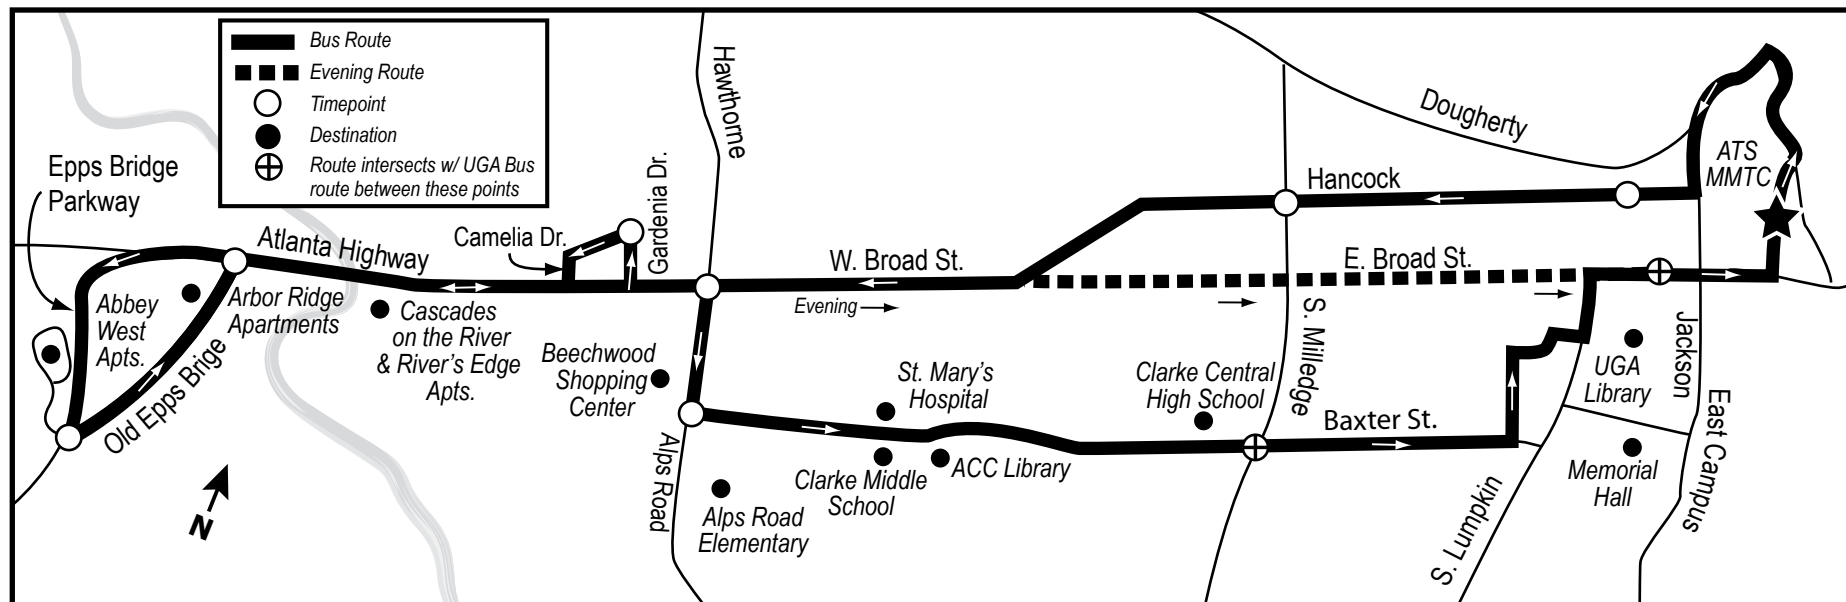 Bus Route
Evening Route
Timepoint
Destination
Route intersects w/ UGA Bus
route between these points
Epps Bridge
Parkway
Atlanta Highway
Camelia Dr.
Gardenia Dr.
Hawthorne
W. Broad St.
Evening
Hancock
Dougherty
ATS
MMTC
E. Broad St.
Abbey
West
Apts.
Arbor Ridge
Apartments
Old Epps Brige
Cascades
on the River
& River's Edge
Apts.
Beechwood
Shopping
Center
St. Mary's
Hospital
Clarke Central
High School
S. Milledge
Baxter St.
UGA
Library
Jackson
East Campus
Alps Road
Alps Road
Elementary
Clarke Middle
School
ACC Library
S. Lumpkin
Memorial
Hall
N